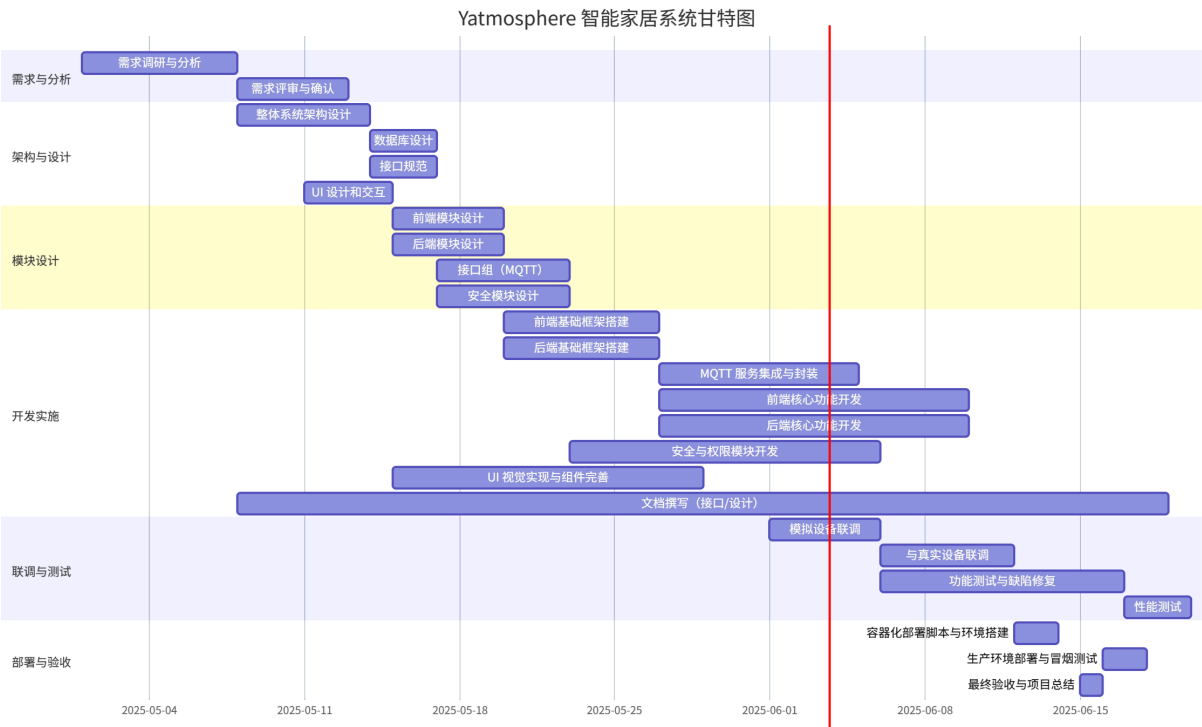 Yatmosphere 智能家居系统甘特图
需求与分析
需求调研与分析
需求评审与确认
架构与设计
整体系统架构设计
数据库设计
接口规范
UI 设计和交互
模块设计
前端模块设计
后端模块设计
接口组（MQTT）
安全模块设计
开发实施
前端基础框架搭建
后端基础框架搭建
MQTT 服务集成与封装
前端核心功能开发
后端核心功能开发
安全与权限模块开发
UI 视觉实现与组件完善
文档撰写（接口/设计）
联调与测试
模拟设备联调
与真实设备联调
功能测试与缺陷修复
性能测试
部署与验收
容器化部署脚本与环境搭建
生产环境部署与冒烟测试
最终验收与项目总结
2025-05-04 2025-05-11 2025-05-18 2025-05-25 2025-06-01 2025-06-08 2025-06-15